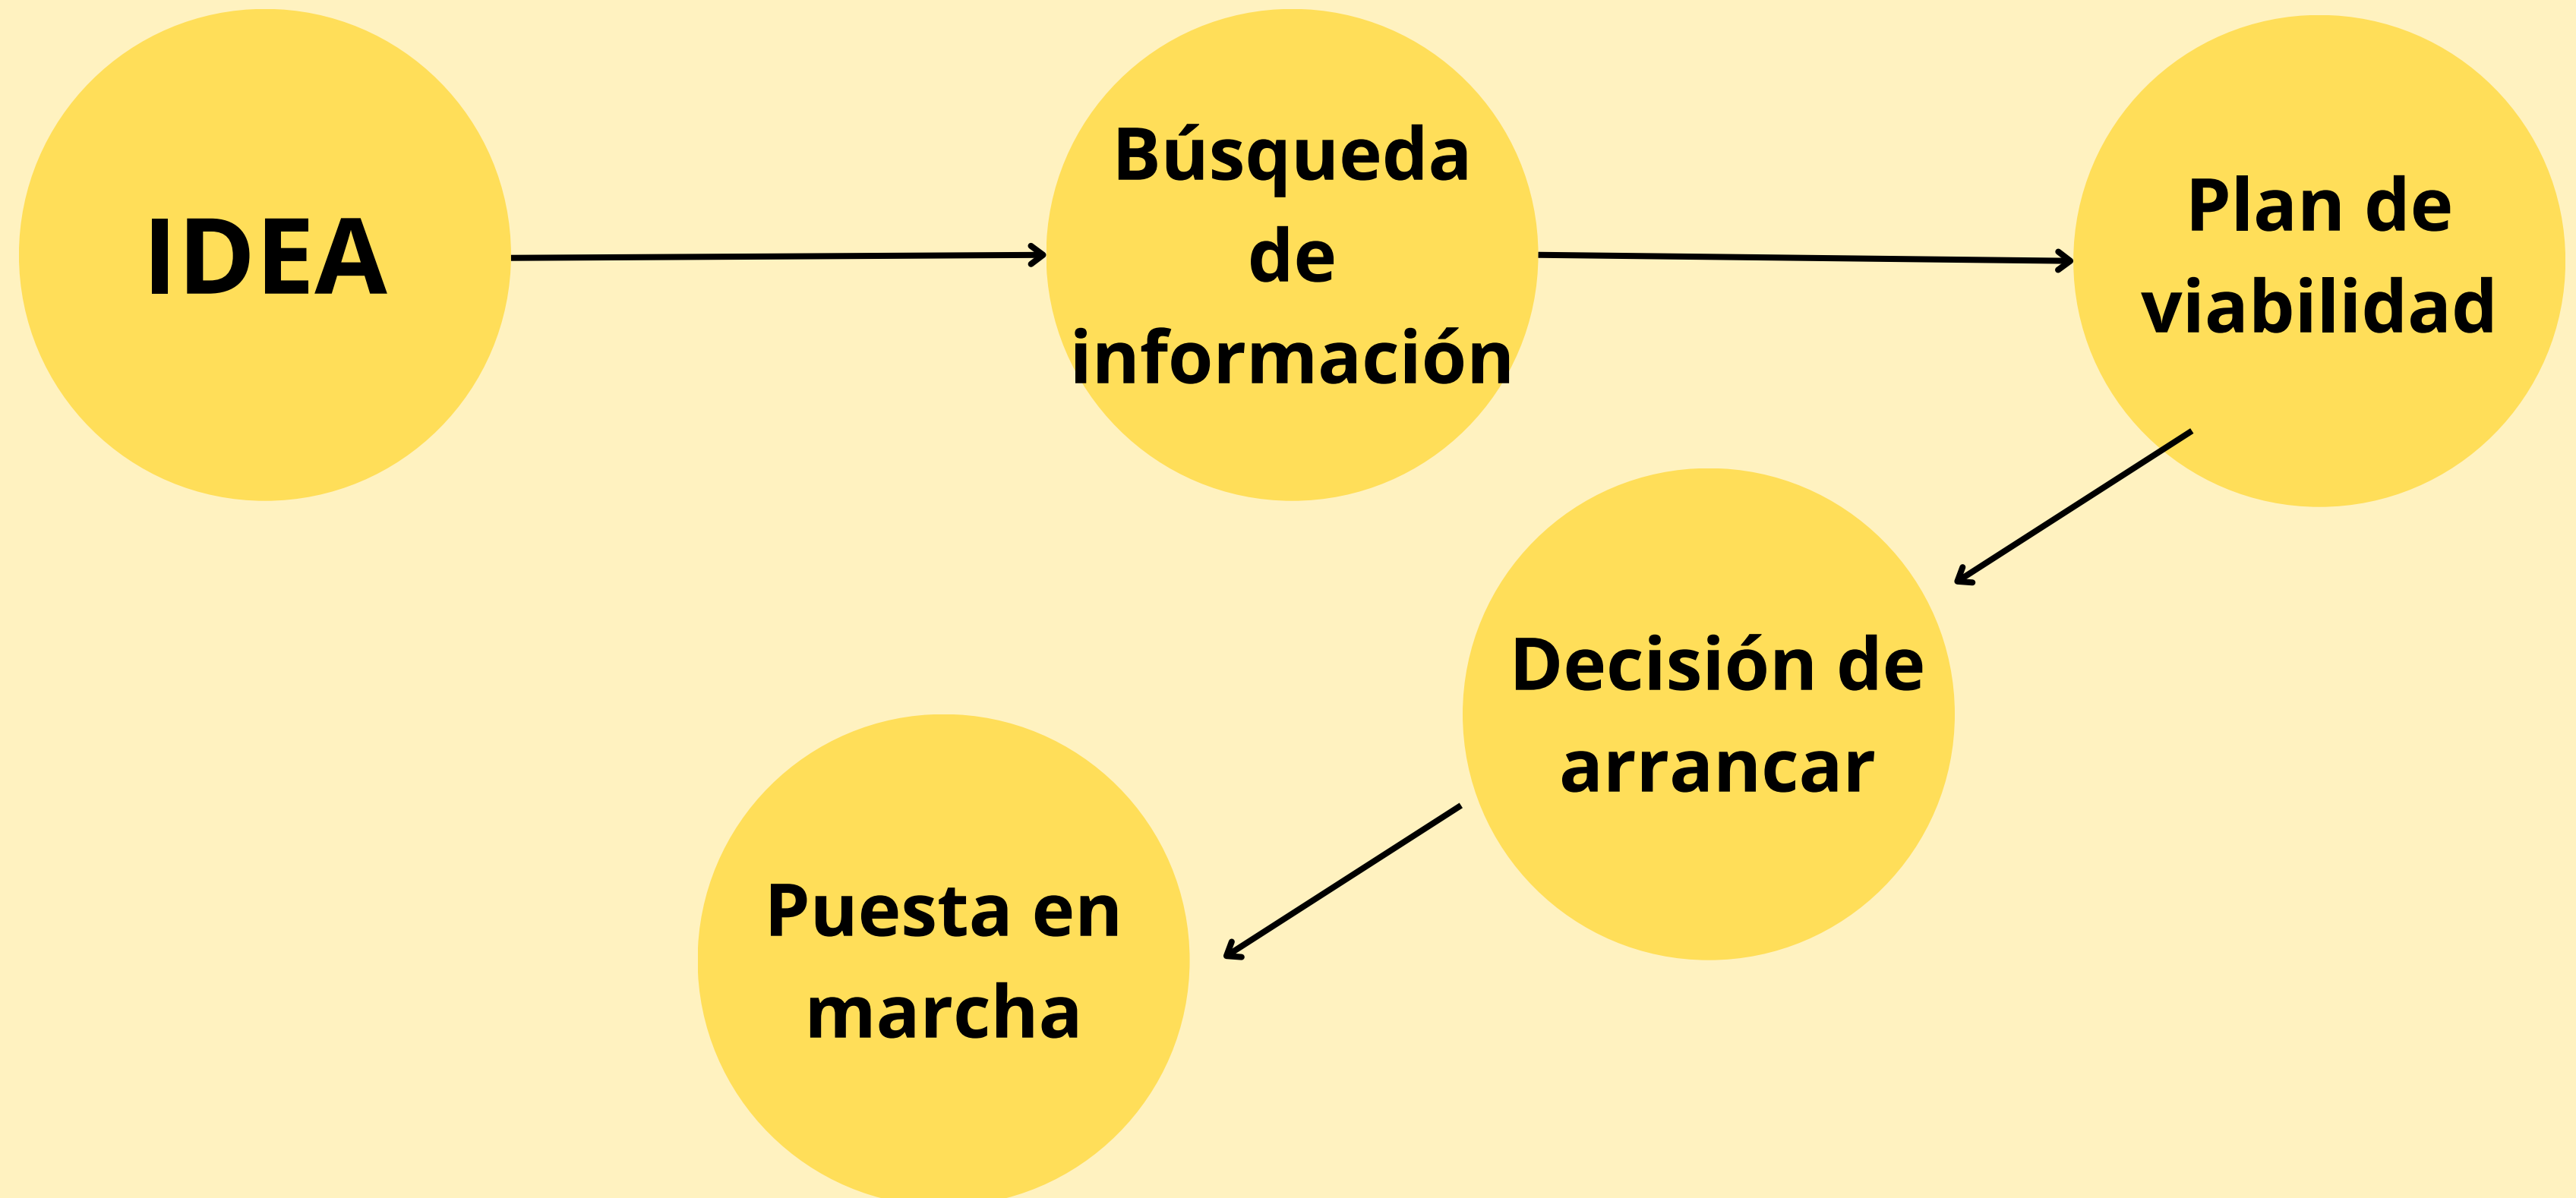 IDEA
Búsqueda
de
información
Plan de
viabilidad
Decisión de
arrancar
Puesta en
marcha